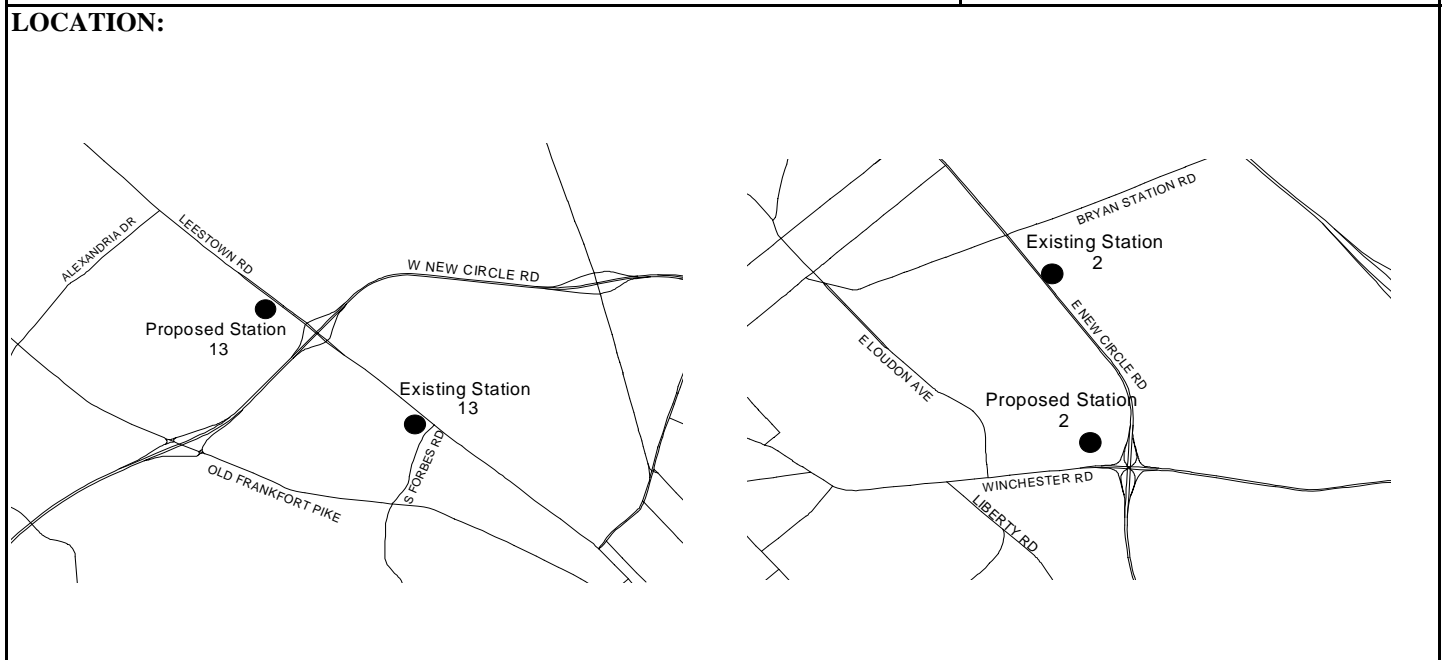 LOCATION:
ALEXANDRIA DR
LEESTOWN RD
W NEW CIRCLE RD
Proposed Station
13
Existing Station
13
S FORBES RD
OLD FRANKFORT PIKE
BRYAN STATION RD
Existing Station
2
E NEW CIRCLE RD
E LOUDON AVE
Proposed Station
2
WINCHESTER RD
LIBERTY RD